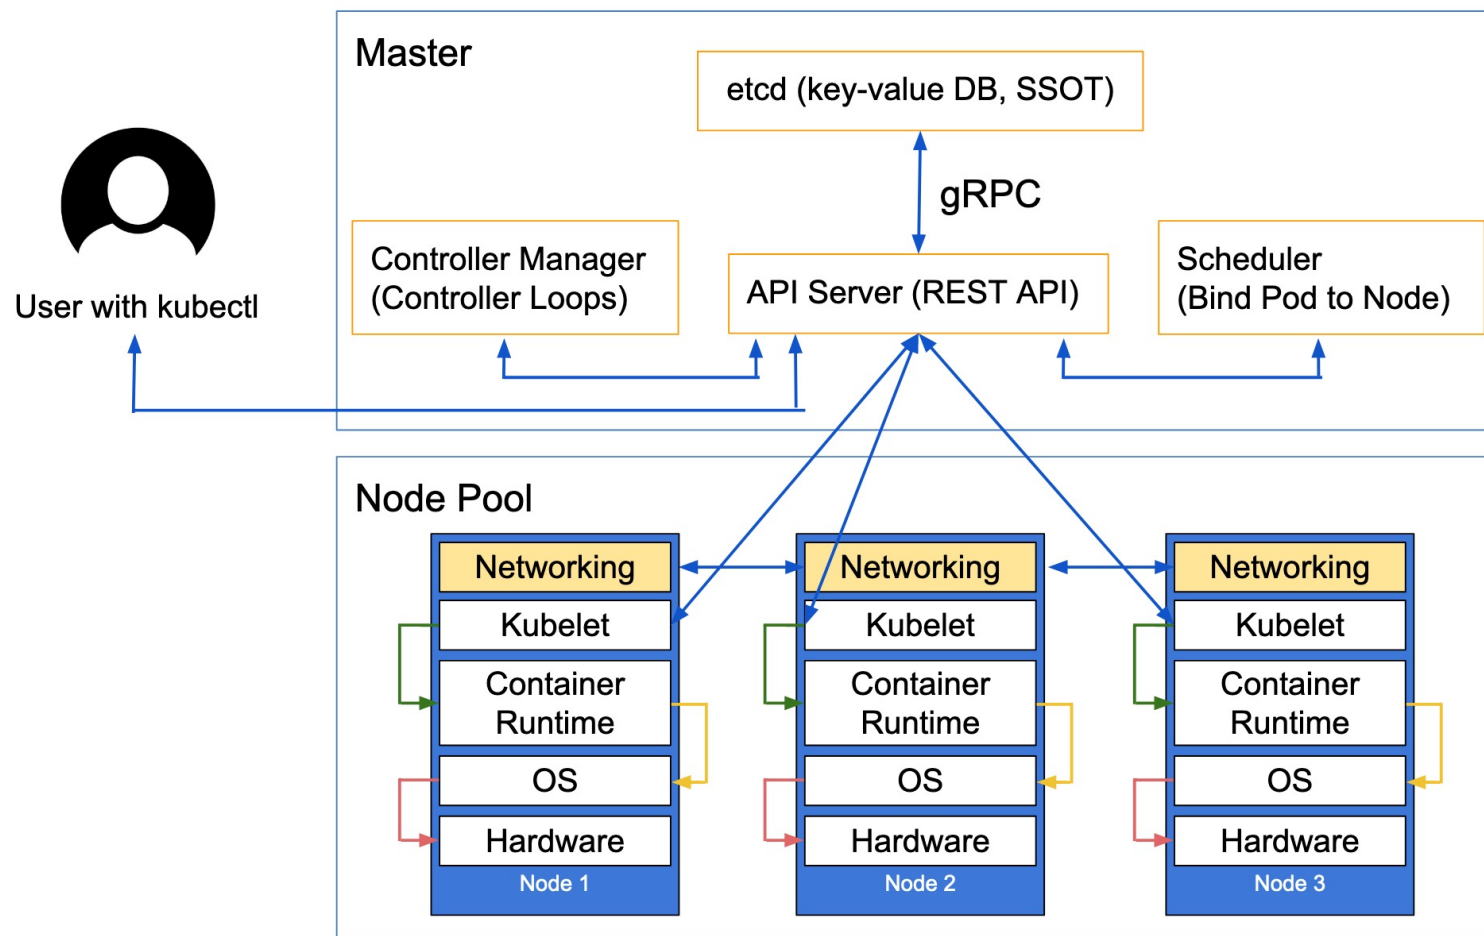 Master
etcd (key-value DB, SSOT)
gRPC
User with kubectl
Controller Manager
(Controller Loops)
API Server (REST API)
Scheduler
(Bind Pod to Node)
Node Pool
Networking
Kubelet
Container
Runtime
OS
Hardware
Node 1
Networking
Kubelet
Container
Runtime
OS
Hardware
Node 2
Networking
Kubelet
Container
Runtime
OS
Hardware
Node 3